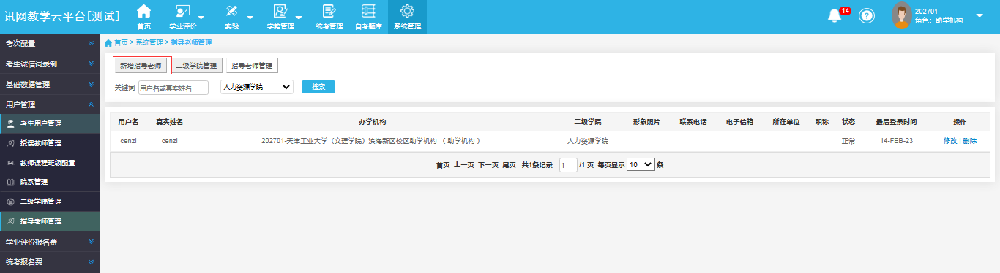 讯网教学云平台[测试]
首页 学业评价 实践 学籍管理 统考管理 自考题库 系统管理
14
202701
角色：助学机构
考次配置
考生诚信词录制
基础数据管理
用户管理
考生用户管理
授课教师管理
教师课程班级配置
院系管理
二级学院管理
指导老师管理
学业评价报名费
统考报名费
首页 > 系统管理 > 指导老师管理
新增指导老师 二级学院管理 指导老师管理
关键词 用户名或真实姓名 人力资源学院 搜索
用户名 真实姓名 办学机构 二级学院 形象照片 联系电话 电子信箱 所在单位 职称 状态 最后登录时间 操作
cenzi cenzi 202701-天津工业大学（文理学院）滨海新区校区助学机构 （ 助学机构 ） 人力资源学院 正常 14-FEB-23 修改 | 删除
首页 上一页 下一页 尾页 共1条记录 1 /1 页 每页显示 10 条